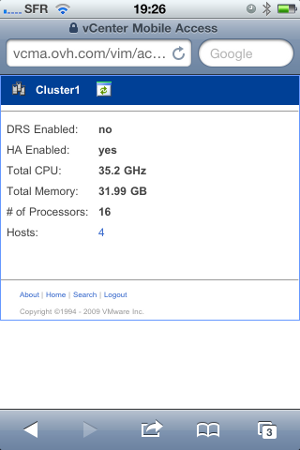 SFR 19:26
vCenter Mobile Access
vcma.ovh.com/vim/ac... Google
Cluster1
DRS Enabled: no
HA Enabled: yes
Total CPU: 35.2 GHz
Total Memory: 31.99 GB
# of Processors: 16
Hosts: 4
About | Home | Search | Logout
Copyright ©1994 - 2009 VMware Inc.
3